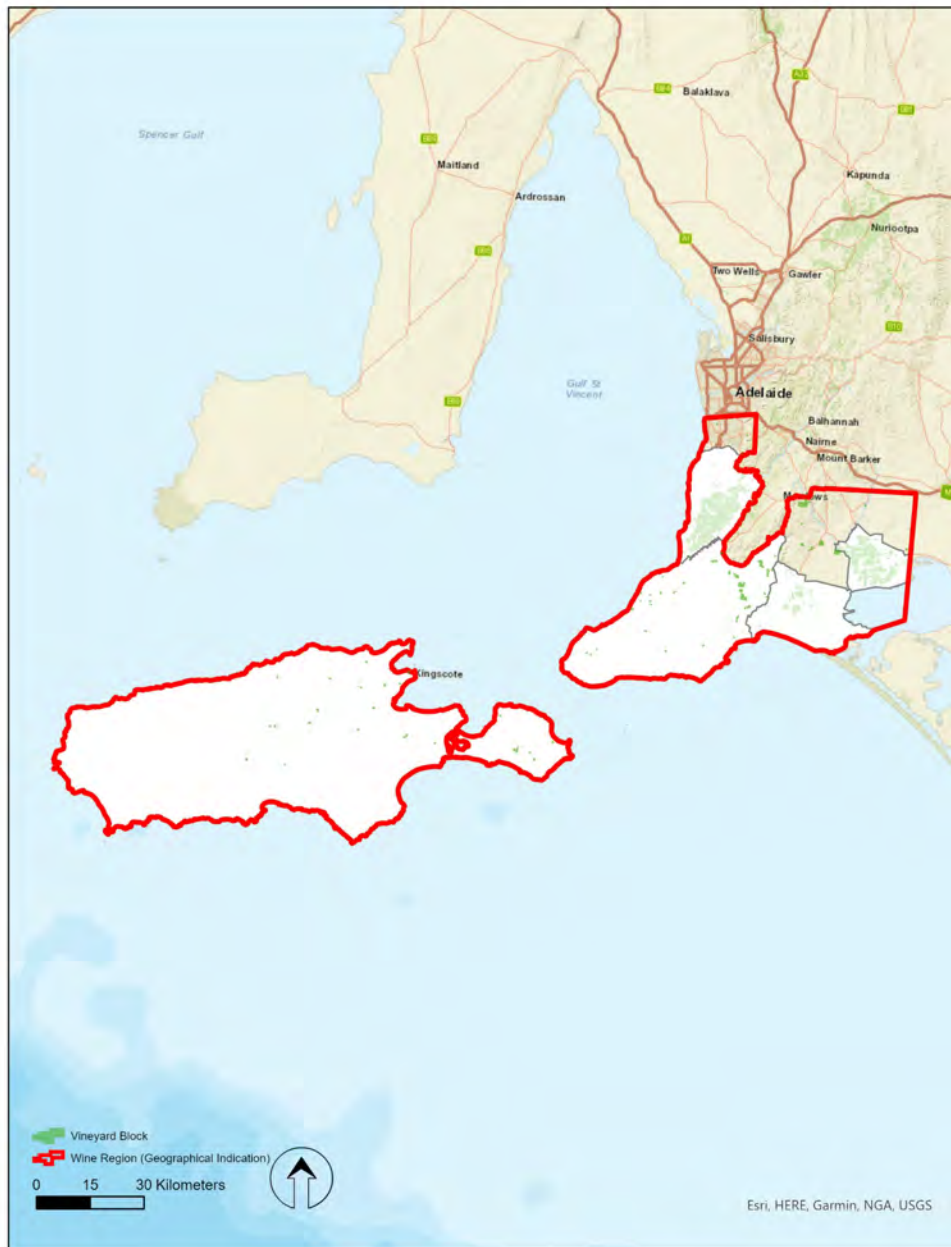 Balaklava
Spencer Gulf
Maitland
Kapunda
Ardrossan
Nuriootpa
A1
Two Wells
Gawler
Salisbury
Gulf St
Vincent
Adelaide
Balhannah
Nairne
Mount Barker
Kingscote
Vineyard Block
Wine Region (Geographical Indication)
0 15 30 Kilometers
Esri, HERE, Garmin, NGA, USGS